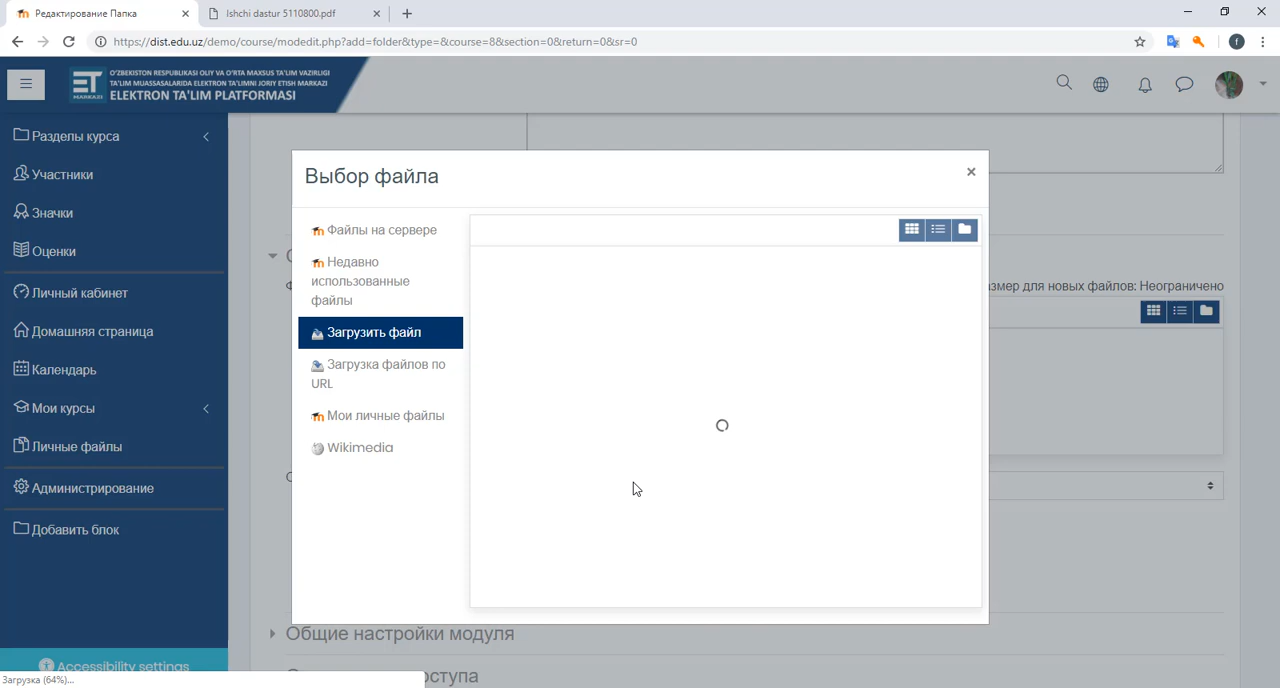 Редактирование Папка
Ishchi dastur 5110800.pdf
https://dist.edu.uz/demo/course/modedit.php?add=folder&type=&course=8&section=0&return=0&sr=0
f
ET
MARKAZI
O'ZBEKISTON RESPUBLIKASI OLIY VA O'RTA MAXSUS TA'LIM VAZIRLIGI
TA'LIM MUASSASALARIDA ELEKTRON TA'LIMNI JORIY ETISH MARKAZI
ELEKTRON TA'LIM PLATFORMASI
Разделы курса
Участники
Значки
Оценки
Личный кабинет
Домашняя страница
Календарь
Мои курсы
Личные файлы
Администрирование
Добавить блок
Accessibility settings
Загрузка (64%)...
Выбор файла
Файлы на сервере
Недавно
использованные
файлы
Загрузить файл
Загрузка файлов по
URL
Мои личные файлы
Wikimedia
для новых файлов: Неограничено
Общие настройки модуля